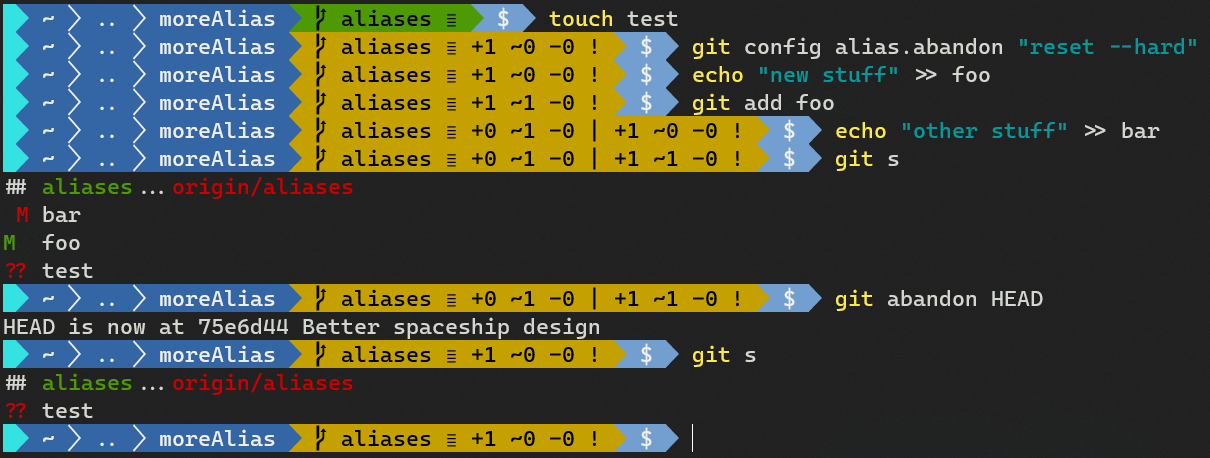 ~ .. moreAlias aliases ≡ $ touch test
~ .. moreAlias aliases ≡ +1 ~0 -0 ! $ git config alias.abandon "reset --hard"
~ .. moreAlias aliases ≡ +1 ~0 -0 ! $ echo "new stuff" >> foo
~ .. moreAlias aliases ≡ +1 ~1 -0 ! $ git add foo
~ .. moreAlias aliases ≡ +0 ~1 -0 | +1 ~0 -0 ! $ echo "other stuff" >> bar
~ .. moreAlias aliases ≡ +0 ~1 -0 | +1 ~1 -0 ! $ git s
## aliases...origin/aliases
 M bar
M  foo
?? test
~ .. moreAlias aliases ≡ +0 ~1 -0 | +1 ~1 -0 ! $ git abandon HEAD
HEAD is now at 75e6d44 Better spaceship design
~ .. moreAlias aliases ≡ +1 ~0 -0 ! $ git s
## aliases...origin/aliases
?? test
~ .. moreAlias aliases ≡ +1 ~0 -0 ! $